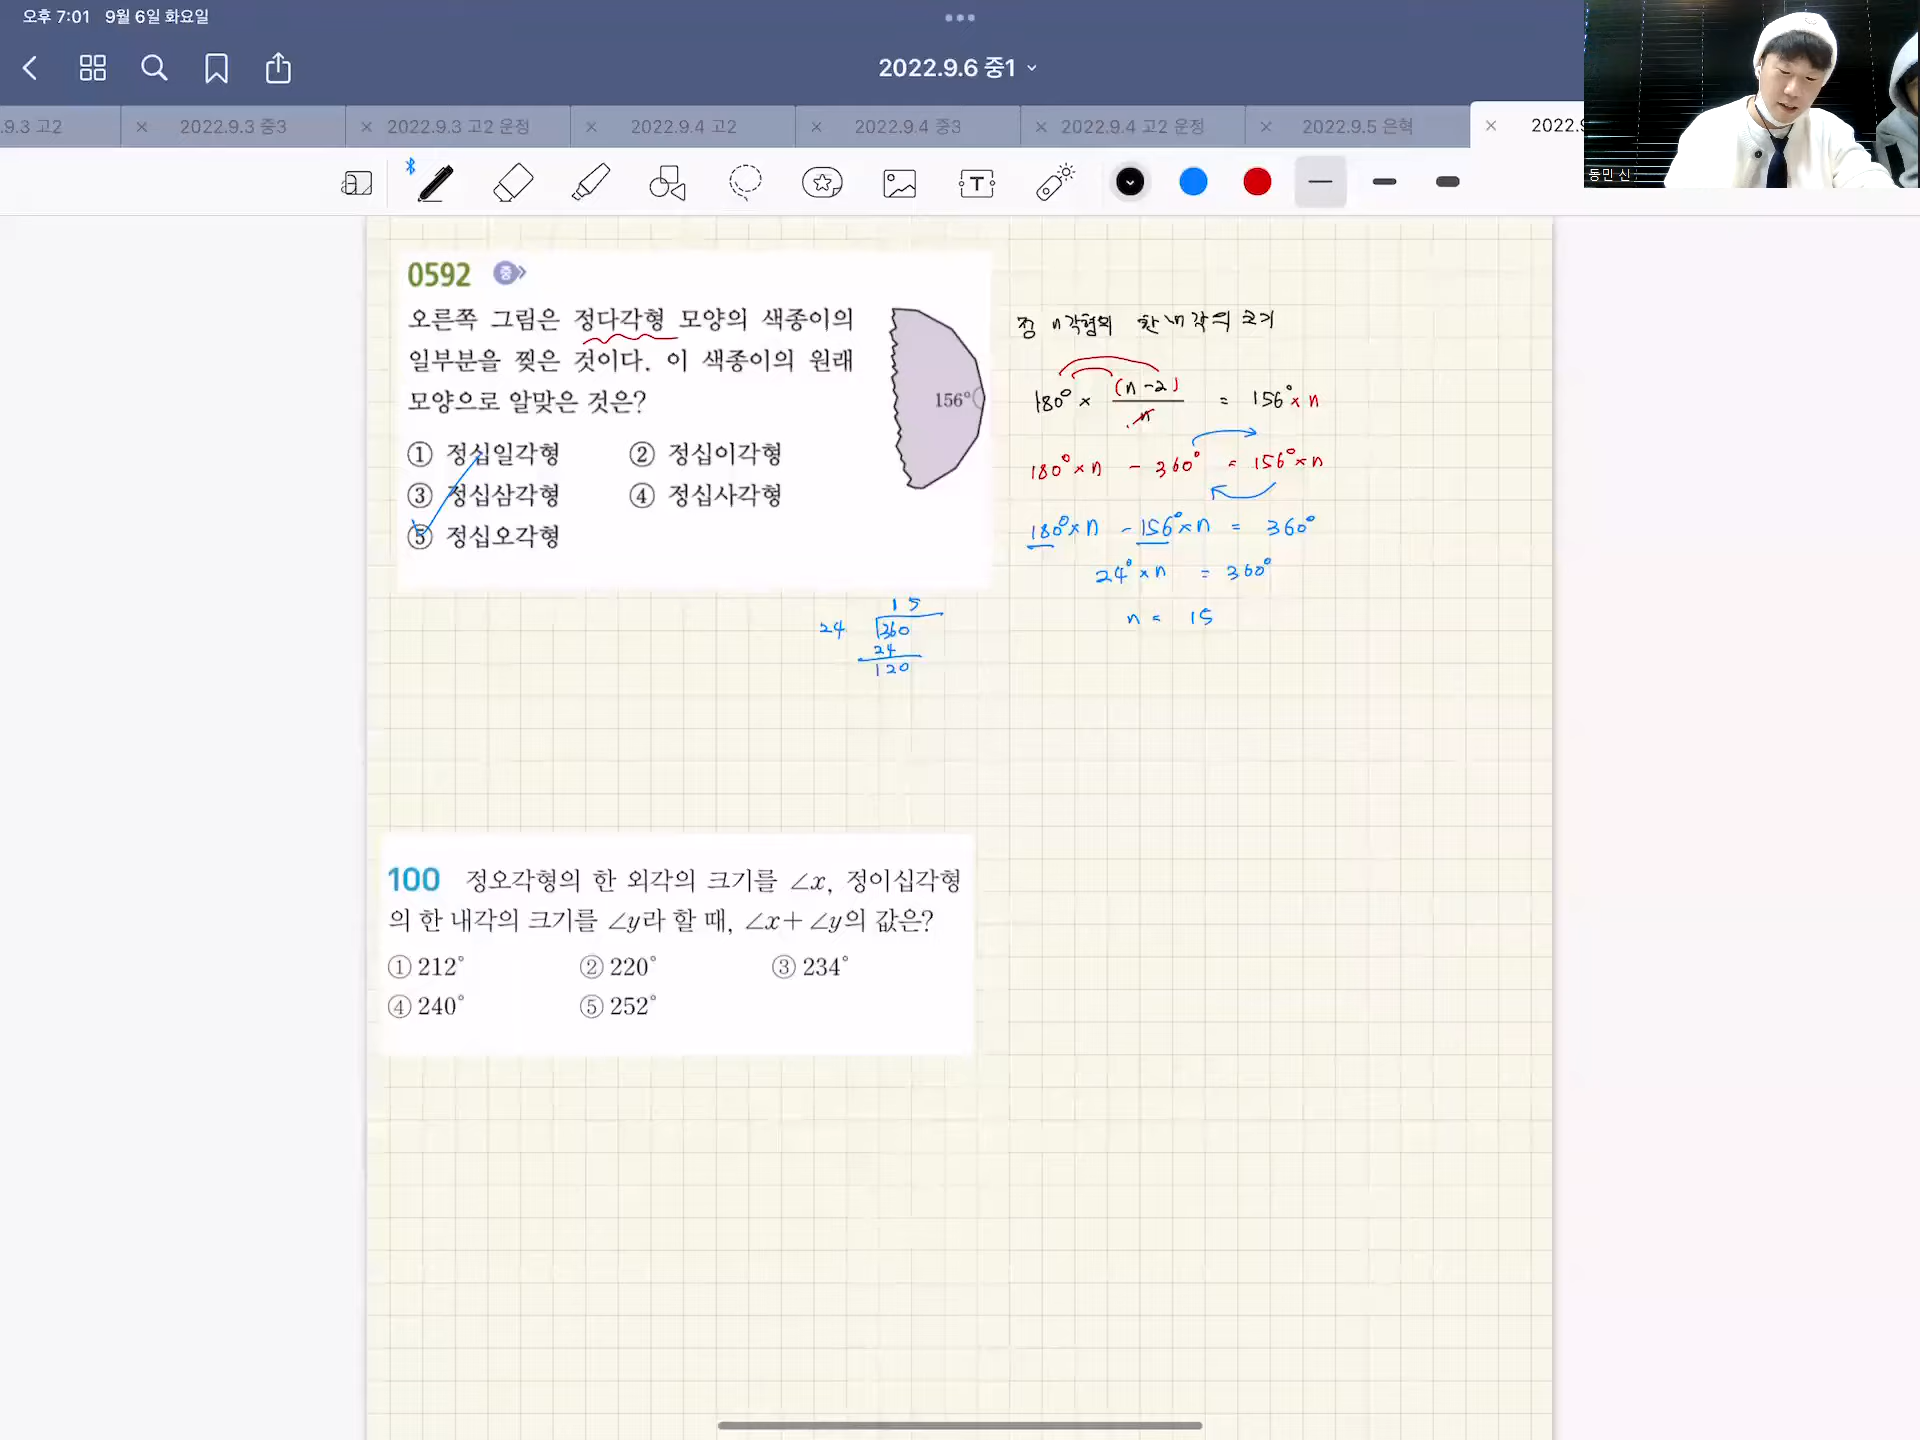 오후 7:01 9월 6일 화요일
2022.9.6 중1
.9.3 고2
2022.9.3 중3
2022.9.3 고2 운정
2022.9.4 고2
2022.9.4 중3
2022.9.4 고2 운정
2022.9.5 은혁
2022.9
동민 신
0592 중
오른쪽 그림은 정다각형 모양의 색종이의
일부분을 찢은 것이다. 이 색종이의 원래
모양으로 알맞은 것은?
156°
① 정십일각형 ② 정십이각형
③ 정십삼각형 ④ 정십사각형
⑤ 정십오각형
정 n각형의 한 내각의 크기
180° × (n-2)/n = 156° × n
180° × n - 360° = 156° × n
180° × n - 156° × n = 360°
24° × n = 360°
n = 15
15
24 360
24
120
100 정오각형의 한 외각의 크기를 ∠x, 정이십각형
의 한 내각의 크기를 ∠y라 할 때, ∠x+∠y의 값은?
① 212° ② 220° ③ 234°
④ 240° ⑤ 252°